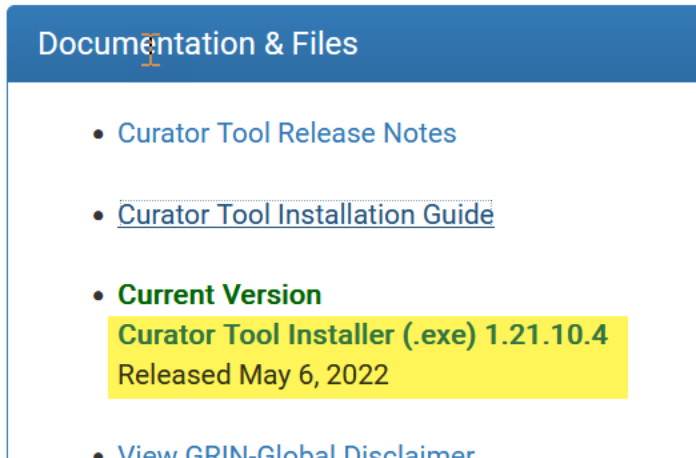 Documentation & Files
Curator Tool Release Notes
Curator Tool Installation Guide
Current Version
Curator Tool Installer (.exe) 1.21.10.4
Released May 6, 2022
View GRIN-Global Disclaimer